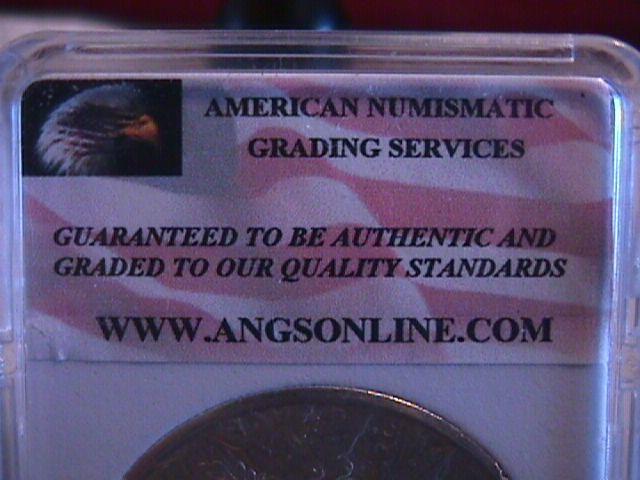 AMERICAN NUMISMATIC
GRADING SERVICES
GUARANTEED TO BE AUTHENTIC AND
GRADED TO OUR QUALITY STANDARDS
WWW.ANGSONLINE.COM